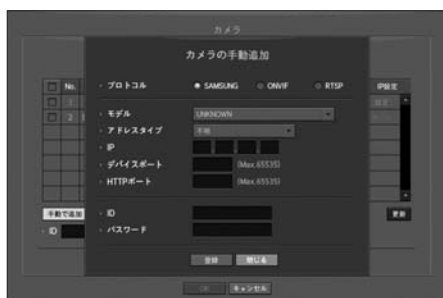 カメラ
カメラの手動追加
No.
IP設定
・プロトコル
SAMSUNG
ONVIF
RTSP
1
2
・モデル
UNKNOWN
・アドレスタイプ
不明
・IP
・デバイスポート
(Max.65535)
・HTTPポート
(Max.65535)
手動で追加
更新
・ID
・ID
・パスワード
登録
閉じる
OK
キャンセル